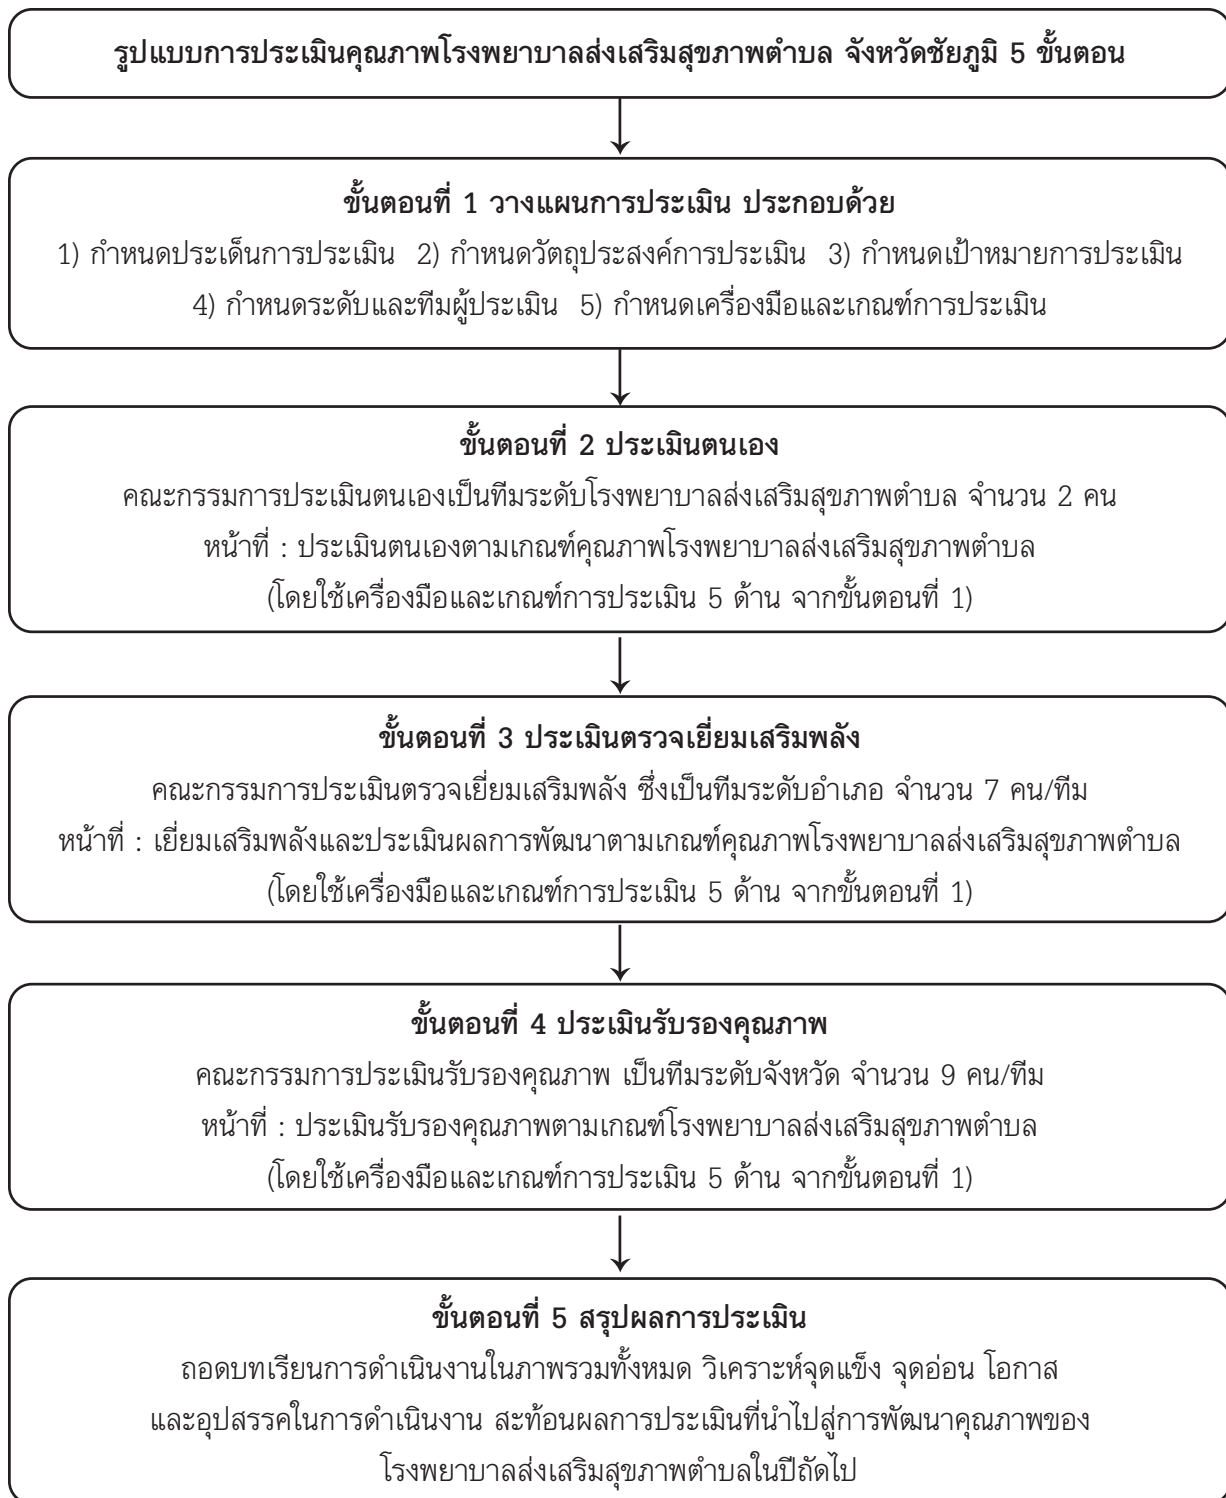 รูปแบบการประเมินคุณภาพโรงพยาบาลส่งเสริมสุขภาพตำบล จังหวัดชัยภูมิ 5 ขั้นตอน
ขั้นตอนที่ 1 วางแผนการประเมิน ประกอบด้วย
1) กำหนดประเด็นการประเมิน 2) กำหนดวัตถุประสงค์การประเมิน 3) กำหนดเป้าหมายการประเมิน
4) กำหนดระดับและทีมผู้ประเมิน 5) กำหนดเครื่องมือและเกณฑ์การประเมิน
ขั้นตอนที่ 2 ประเมินตนเอง
คณะกรรมการประเมินตนเองเป็นทีมระดับโรงพยาบาลส่งเสริมสุขภาพตำบล จำนวน 2 คน
หน้าที่ : ประเมินตนเองตามเกณฑ์คุณภาพโรงพยาบาลส่งเสริมสุขภาพตำบล
(โดยใช้เครื่องมือและเกณฑ์การประเมิน 5 ด้าน จากขั้นตอนที่ 1)
ขั้นตอนที่ 3 ประเมินตรวจเยี่ยมเสริมพลัง
คณะกรรมการประเมินตรวจเยี่ยมเสริมพลัง ซึ่งเป็นทีมระดับอำเภอ จำนวน 7 คน/ทีม
หน้าที่ : เยี่ยมเสริมพลังและประเมินผลการพัฒนาตามเกณฑ์คุณภาพโรงพยาบาลส่งเสริมสุขภาพตำบล
(โดยใช้เครื่องมือและเกณฑ์การประเมิน 5 ด้าน จากขั้นตอนที่ 1)
ขั้นตอนที่ 4 ประเมินรับรองคุณภาพ
คณะกรรมการประเมินรับรองคุณภาพ เป็นทีมระดับจังหวัด จำนวน 9 คน/ทีม
หน้าที่ : ประเมินรับรองคุณภาพตามเกณฑ์โรงพยาบาลส่งเสริมสุขภาพตำบล
(โดยใช้เครื่องมือและเกณฑ์การประเมิน 5 ด้าน จากขั้นตอนที่ 1)
ขั้นตอนที่ 5 สรุปผลการประเมิน
ถอดบทเรียนการดำเนินงานในภาพรวมทั้งหมด วิเคราะห์จุดแข็ง จุดอ่อน โอกาส
และอุปสรรคในการดำเนินงาน สะท้อนผลการประเมินที่นำไปสู่การพัฒนาคุณภาพของ
โรงพยาบาลส่งเสริมสุขภาพตำบลในปีถัดไป